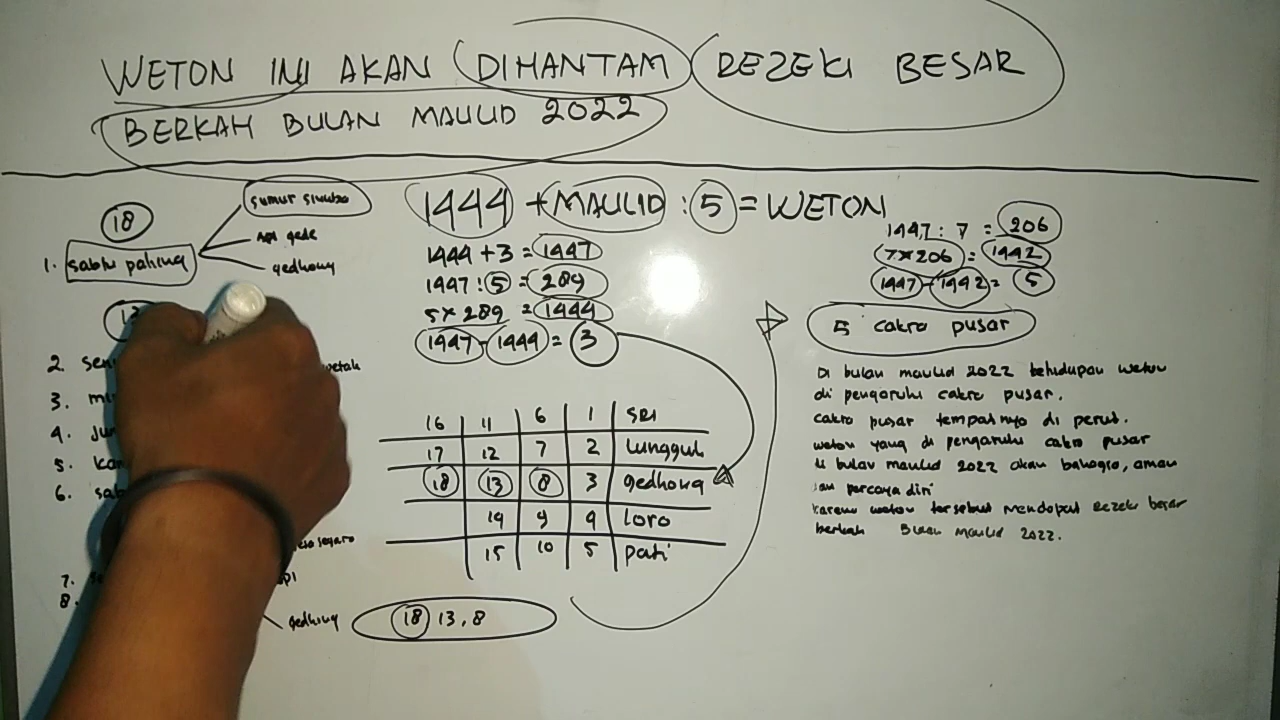 WETON INI AKAN DIHANTAM REZEKI BESAR
BERKAH BULAN MAULID 2022
18
1. sabtu pahing
sumur sinaba
api gede
gedhong
2. sen
3.
4. ju
5. kam
6. sab
7.
8.
gedhong
1444 + MAULID : 5 = WETON
1444 + 3 = 1447
1447 : 5 = 289
5 x 289 = 1444
1447 - 1444 = 3
16 11 6 1 SRI
17 12 7 2 Lunggul
18 13 8 3 gedhong
14 9 4 loro
15 10 5 pati
18 13, 8
1447 : 7 = 206
7 x 206 = 1442
1447 - 1442 = 5
5 cakra pusar
Di bulan maulid 2022 kehidupan weton
di pengaruhi cakra pusar.
cakra pusar tempatnya di perut.
weton yang di pengaruhi cakra pusar
di bulan maulid 2022 akan bahagia, aman
dan percaya diri
karena weton tersebut mendapat rezeki besar
berkah Bulan maulid 2022.